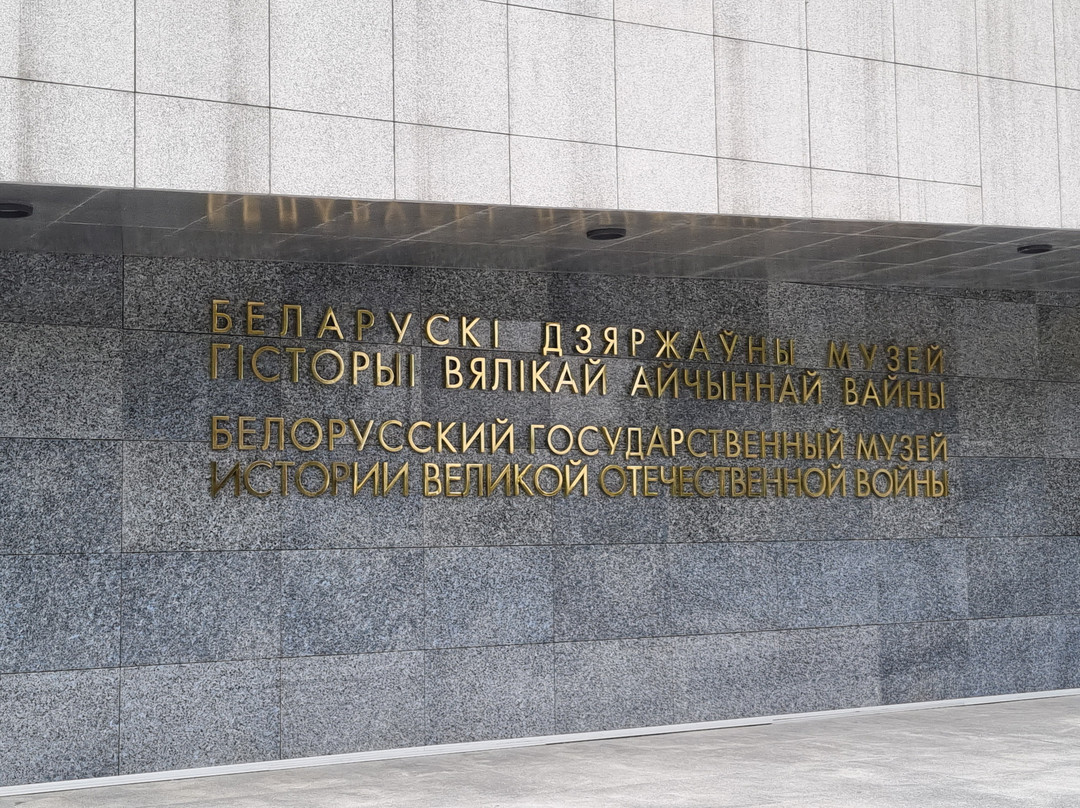 БЕЛАРУСКІ ДЗЯРЖАЎНЫ МУЗЕЙ
ГІСТОРЫІ ВЯЛІКАЙ АЙЧЫННАЙ ВАЙНЫ
БЕЛОРУССКИЙ ГОСУДАРСТВЕННЫЙ МУЗЕЙ
ИСТОРИИ ВЕЛИКОЙ ОТЕЧЕСТВЕННОЙ ВОЙНЫ